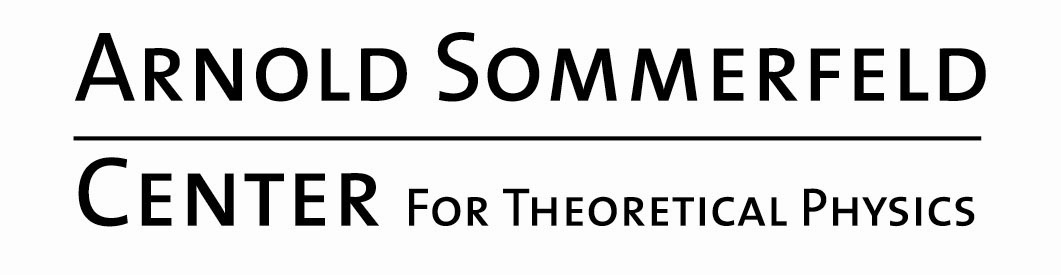 ARNOLD SOMMERFELD
CENTER FOR THEORETICAL PHYSICS